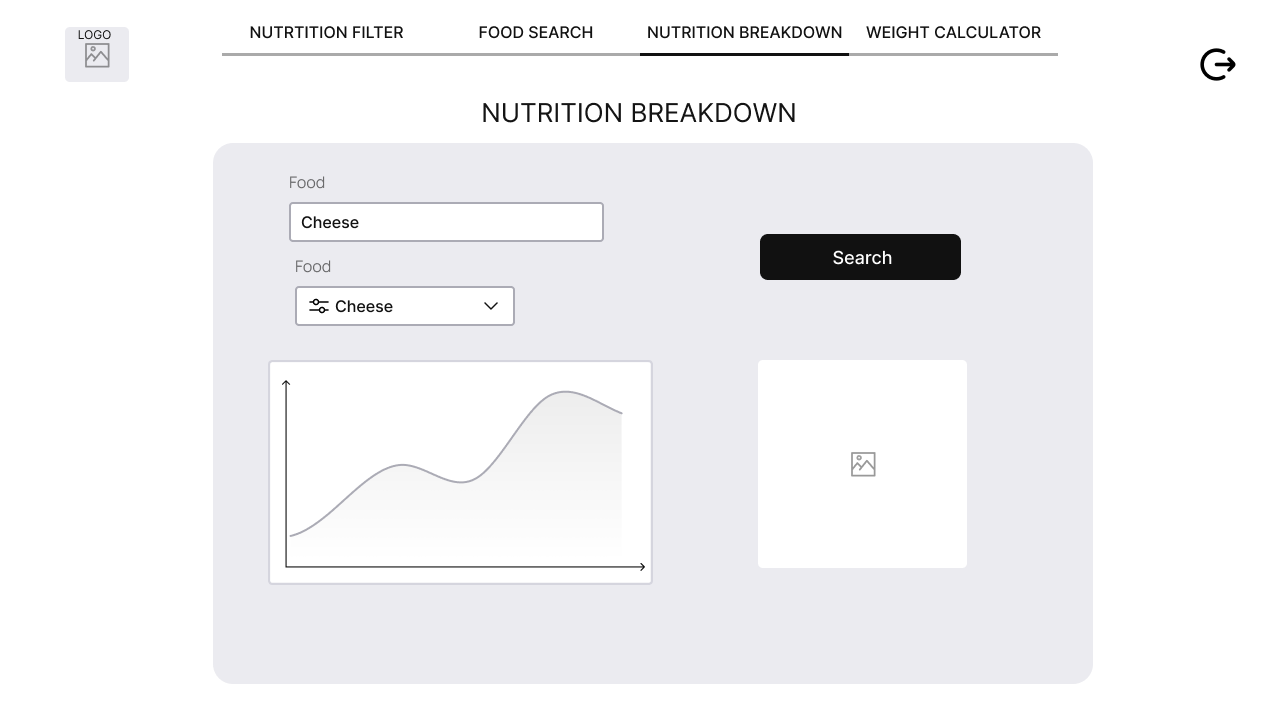 LOGO
NUTRTITION FILTER
FOOD SEARCH
NUTRITION BREAKDOWN
WEIGHT CALCULATOR
NUTRITION BREAKDOWN
Food
Cheese
Search
Food
Cheese